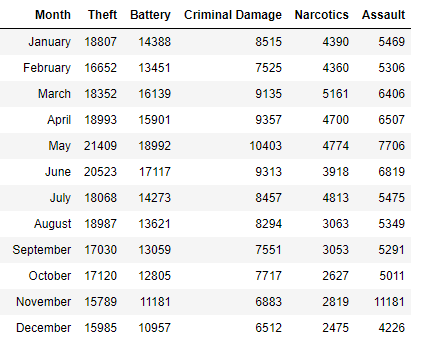 Month Theft Battery Criminal Damage Narcotics Assault
January 18807 14388 8515 4390 5469
February 16652 13451 7525 4360 5306
March 18352 16139 9135 5161 6406
April 18993 15901 9357 4700 6507
May 21409 18992 10403 4774 7706
June 20523 17117 9313 3918 6819
July 18068 14273 8457 4813 5475
August 18987 13621 8294 3063 5349
September 17030 13059 7551 3053 5291
October 17120 12805 7717 2627 5011
November 15789 11181 6883 2819 11181
December 15985 10957 6512 2475 4226